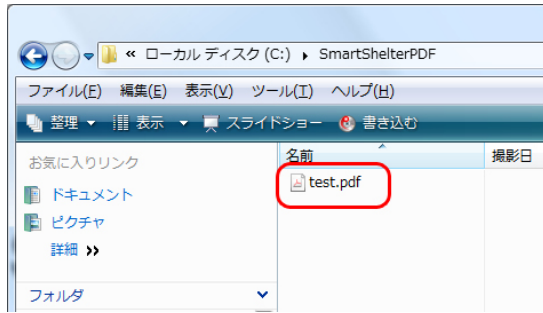 « ローカル ディスク (C:) ▸ SmartShelterPDF
ファイル(F) 編集(E) 表示(V) ツール(T) ヘルプ(H)
整理 表示 スライドショー 書き込む
お気に入りリンク
名前 撮影日
test.pdf
ドキュメント
ピクチャ
詳細 »
フォルダ